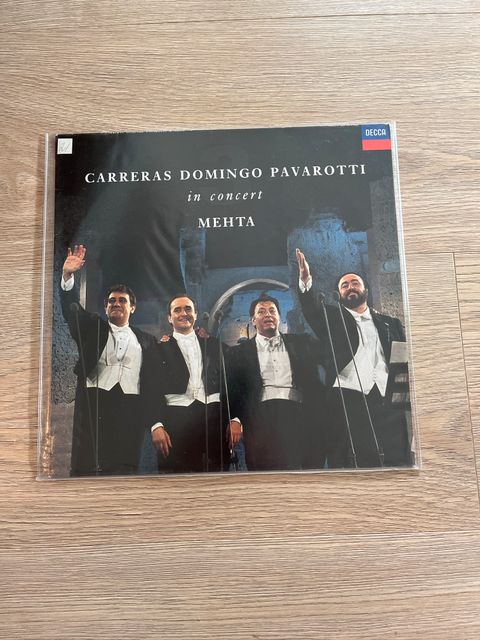 DECCA
CARRERAS DOMINGO PAVAROTTI
in concert
MEHTA